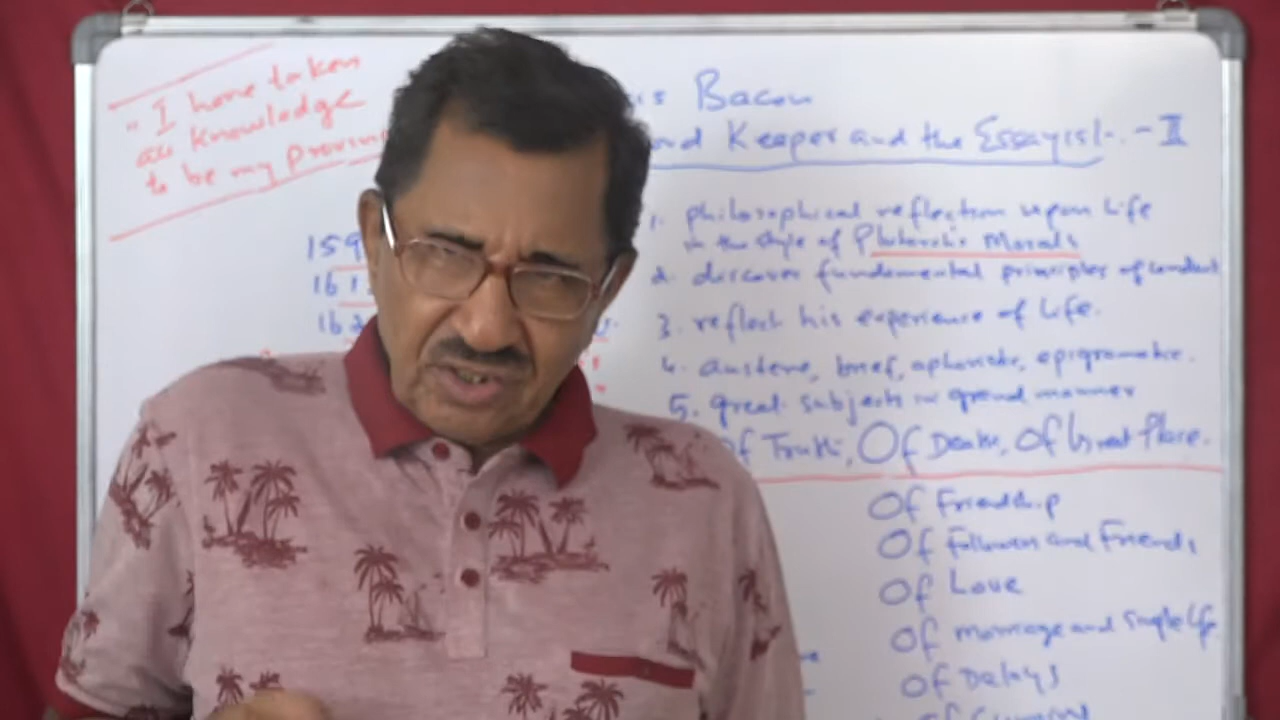 " I have taken
all knowledge
to be my
Bacon
Keeper and the Essayist. - II
159
161
162
1. philosophical reflection upon life
in the style of Plutarch's Morals
2. discover fundamental principles of conduct
3. reflect his experience of life.
4. austere, brief, aphoristic, epigrammatic.
5. great subjects in grand manner
Of Truth, Of Death, Of Great Place.
Of Friendship
Of Followers and Friends
Of Love
Of marriage and single life
Of Delays
Of